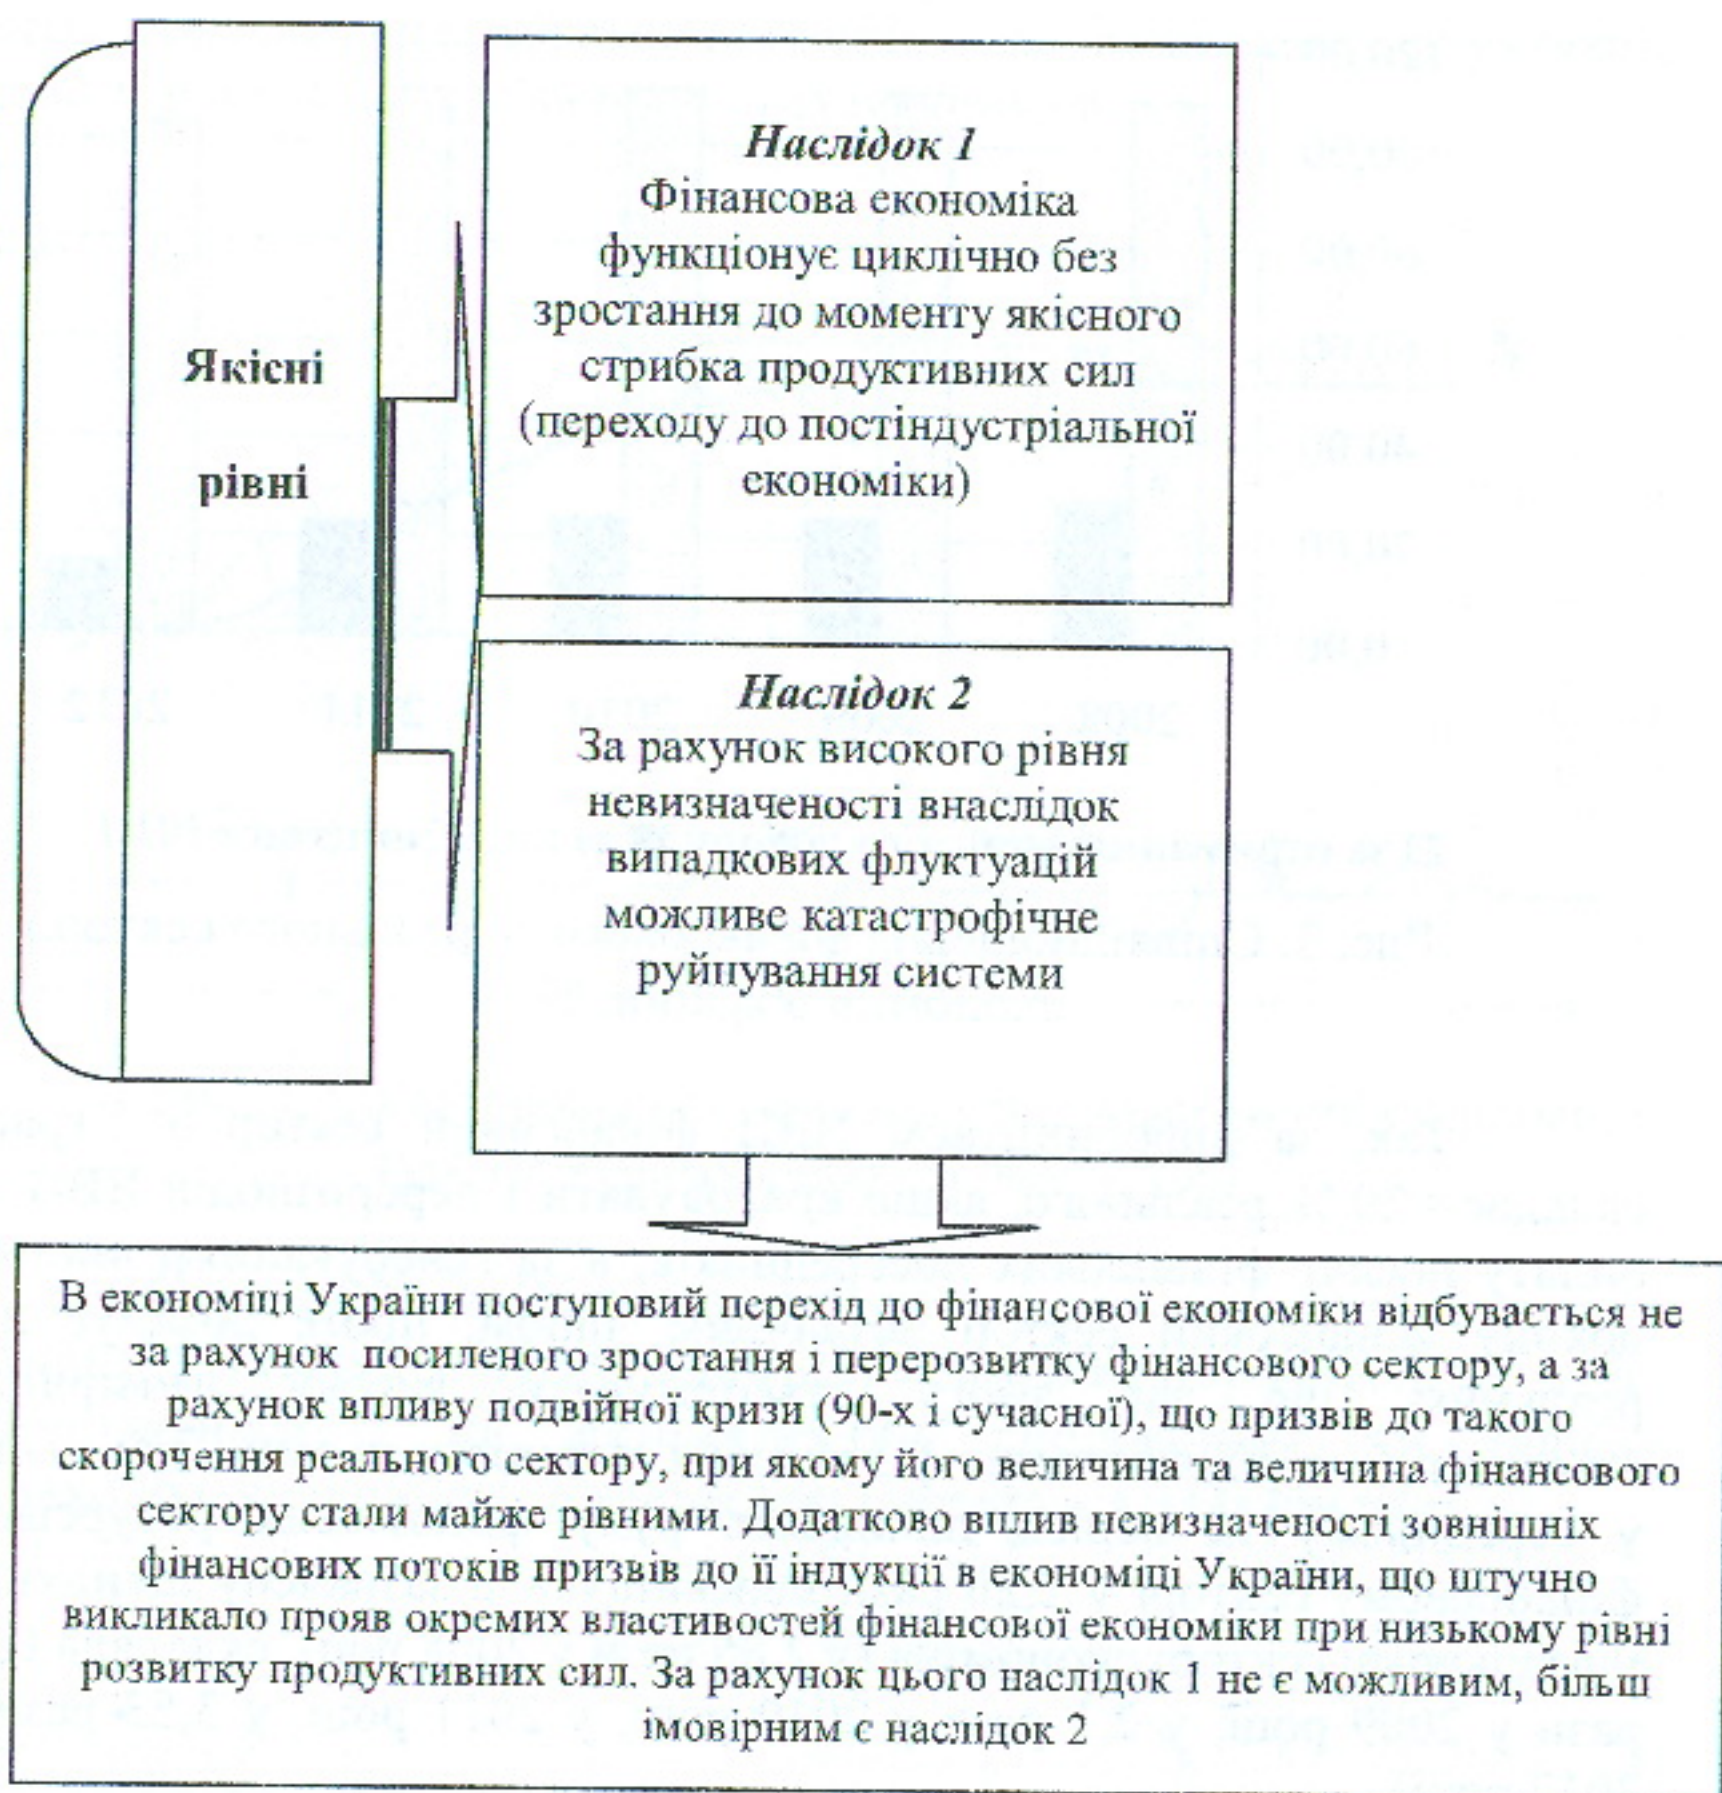 Якісні
рівні
Наслідок 1
Фінансова економіка
функціонує циклічно без
зростання до моменту якісного
стрибка продуктивних сил
(переходу до постіндустріальної
економіки)
Наслідок 2
За рахунок високого рівня
невизначеності внаслідок
випадкових флуктуацій
можливе катастрофічне
руйнування системи
В економіці України поступовий перехід до фінансової економіки відбувається не
за рахунок посиленого зростання і перерозвитку фінансового сектору, а за
рахунок впливу подвійної кризи (90-х і сучасної), що призвів до такого
скорочення реального сектору, при якому його величина та величина фінансового
сектору стали майже рівними. Додатково вплив невизначеності зовнішніх
фінансових потоків призвів до її індукції в економіці України, що штучно
викликало прояв окремих властивостей фінансової економіки при низькому рівні
розвитку продуктивних сил. За рахунок цього наслідок 1 не є можливим, більш
імовірним є наслідок 2